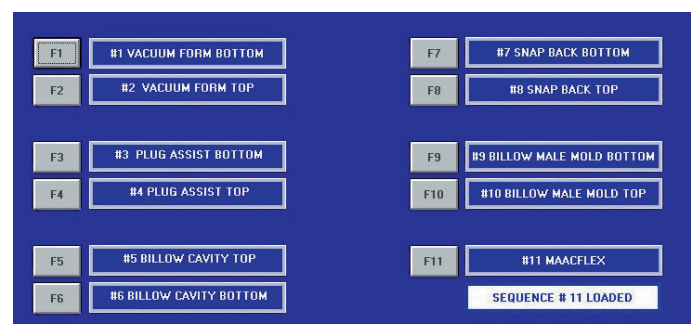 F1 #1 VACUUM FORM BOTTOM
F2 #2 VACUUM FORM TOP
F3 #3 PLUG ASSIST BOTTOM
F4 #4 PLUG ASSIST TOP
F5 #5 BILLOW CAVITY TOP
F6 #6 BILLOW CAVITY BOTTOM
F7 #7 SNAP BACK BOTTOM
F8 #8 SNAP BACK TOP
F9 #9 BILLOW MALE MOLD BOTTOM
F10 #10 BILLOW MALE MOLD TOP
F11 #11 MAACFLEX
SEQUENCE # 11 LOADED